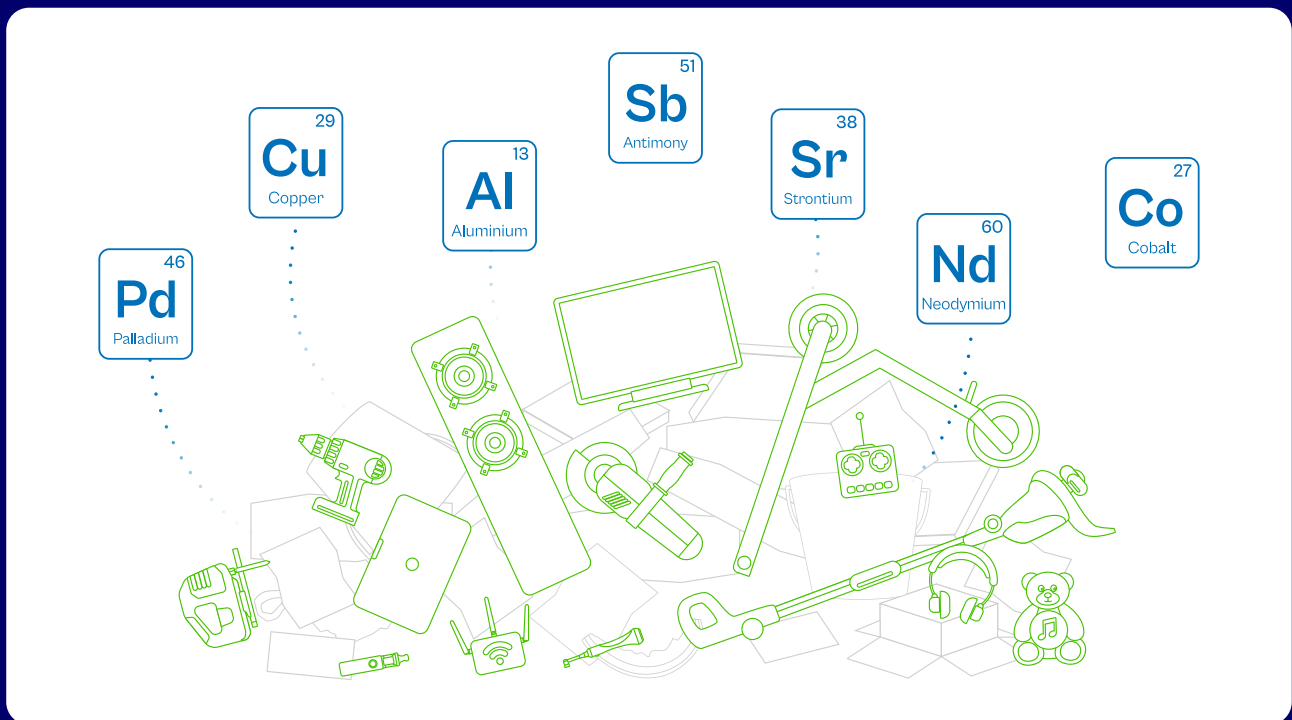 46
Pd
Palladium
29
Cu
Copper
13
Al
Aluminium
51
Sb
Antimony
38
Sr
Strontium
60
Nd
Neodymium
27
Co
Cobalt